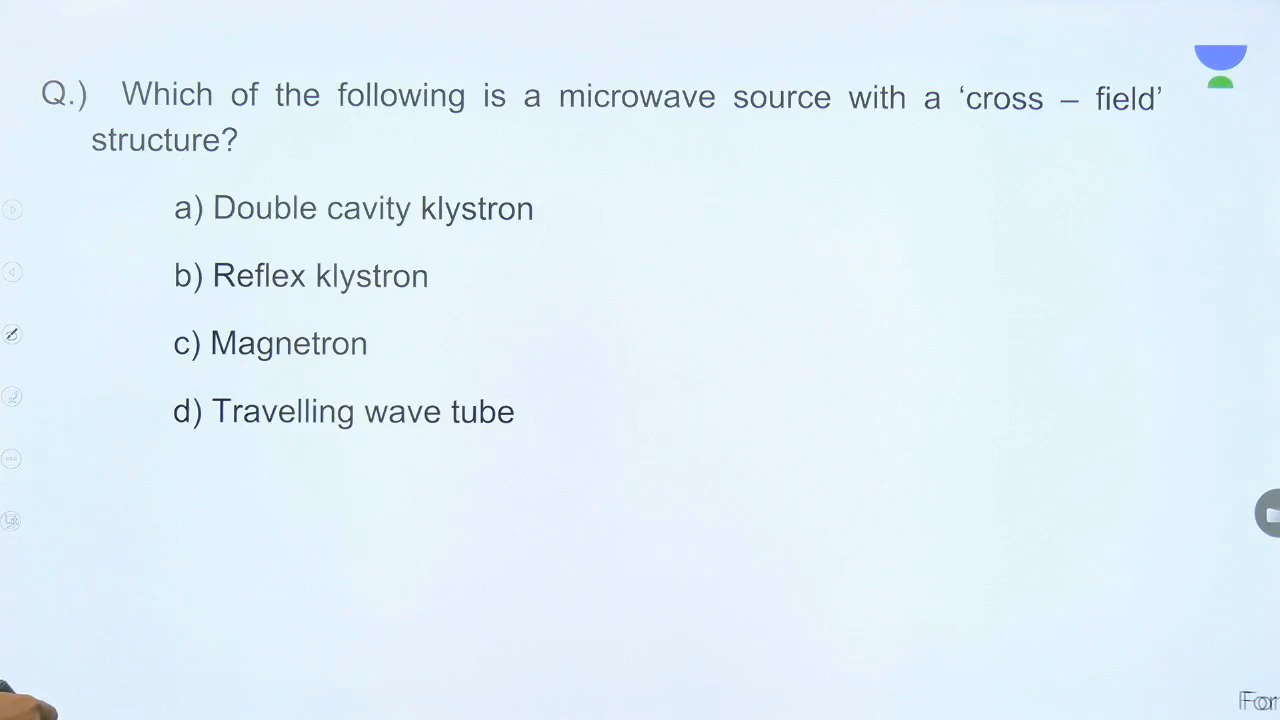 Q.) Which of the following is a microwave source with a ‘cross – field’
structure?
a) Double cavity klystron
b) Reflex klystron
c) Magnetron
d) Travelling wave tube